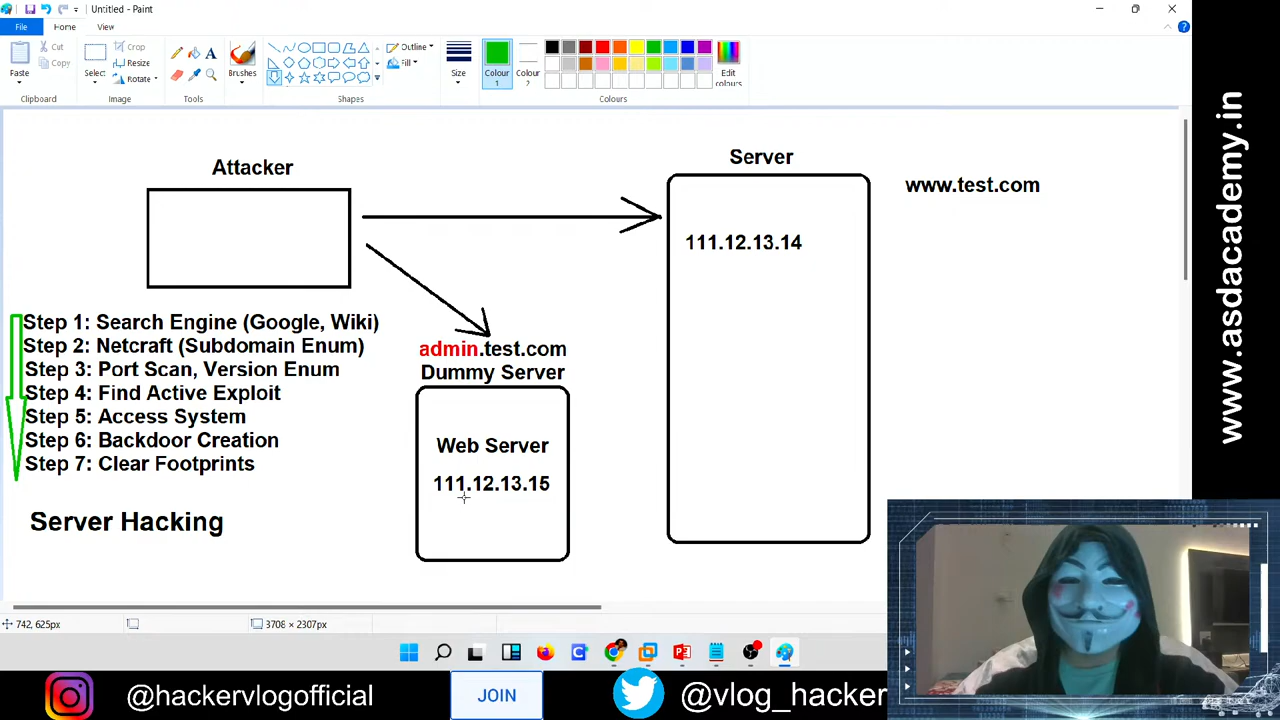 Untitled - Paint
File
Home
View
Paste
Cut
Copy
Clipboard
Select
Crop
Resize
Rotate
Image
Tools
Brushes
Shapes
Outline
Fill
Size
Colour
1
Colour
2
Edit
colours
Colours
Attacker
Server
www.test.com
111.12.13.14
Step 1: Search Engine (Google, Wiki)
Step 2: Netcraft (Subdomain Enum)
Step 3: Port Scan, Version Enum
Step 4: Find Active Exploit
Step 5: Access System
Step 6: Backdoor Creation
Step 7: Clear Footprints
Server Hacking
admin.test.com
Dummy Server
Web Server
111.12.13.15
742, 625px
3708 × 2307px
www.asdacademy.in
@hackervlogofficial
JOIN
@vlog_hacker